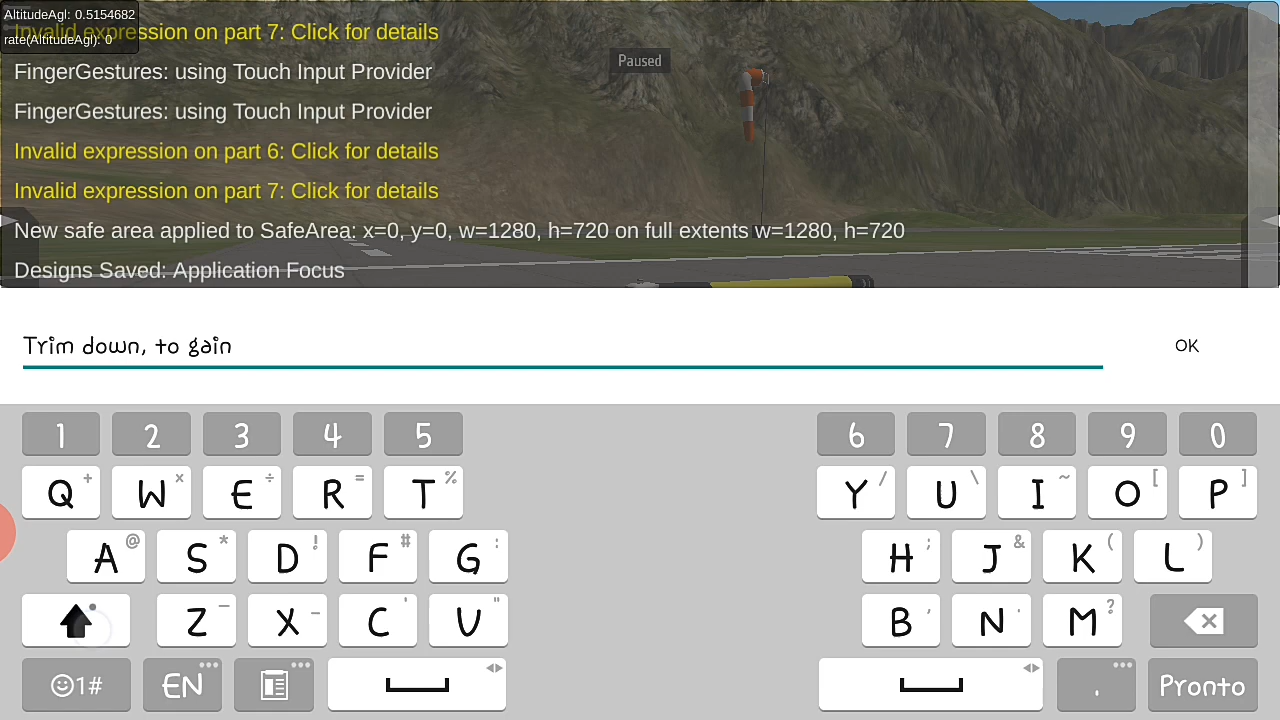 AltitudeAgl: 0.5154682
Invalid expression on part 7: Click for details
rate(AltitudeAgl): 0
Paused
FingerGestures: using Touch Input Provider
FingerGestures: using Touch Input Provider
Invalid expression on part 6: Click for details
Invalid expression on part 7: Click for details
New safe area applied to SafeArea: x=0, y=0, w=1280, h=720 on full extents w=1280, h=720
Designs Saved: Application Focus
Trim down, to gain
OK
1 2 3 4 5 6 7 8 9 0
Q + W × E ÷ R = T % Y / U \ I ~ O [ P ]
A @ S * D ! F # G : H ; J & K ( L )
Z – X - C ' V " B , N . M ?
1# EN . Pronto